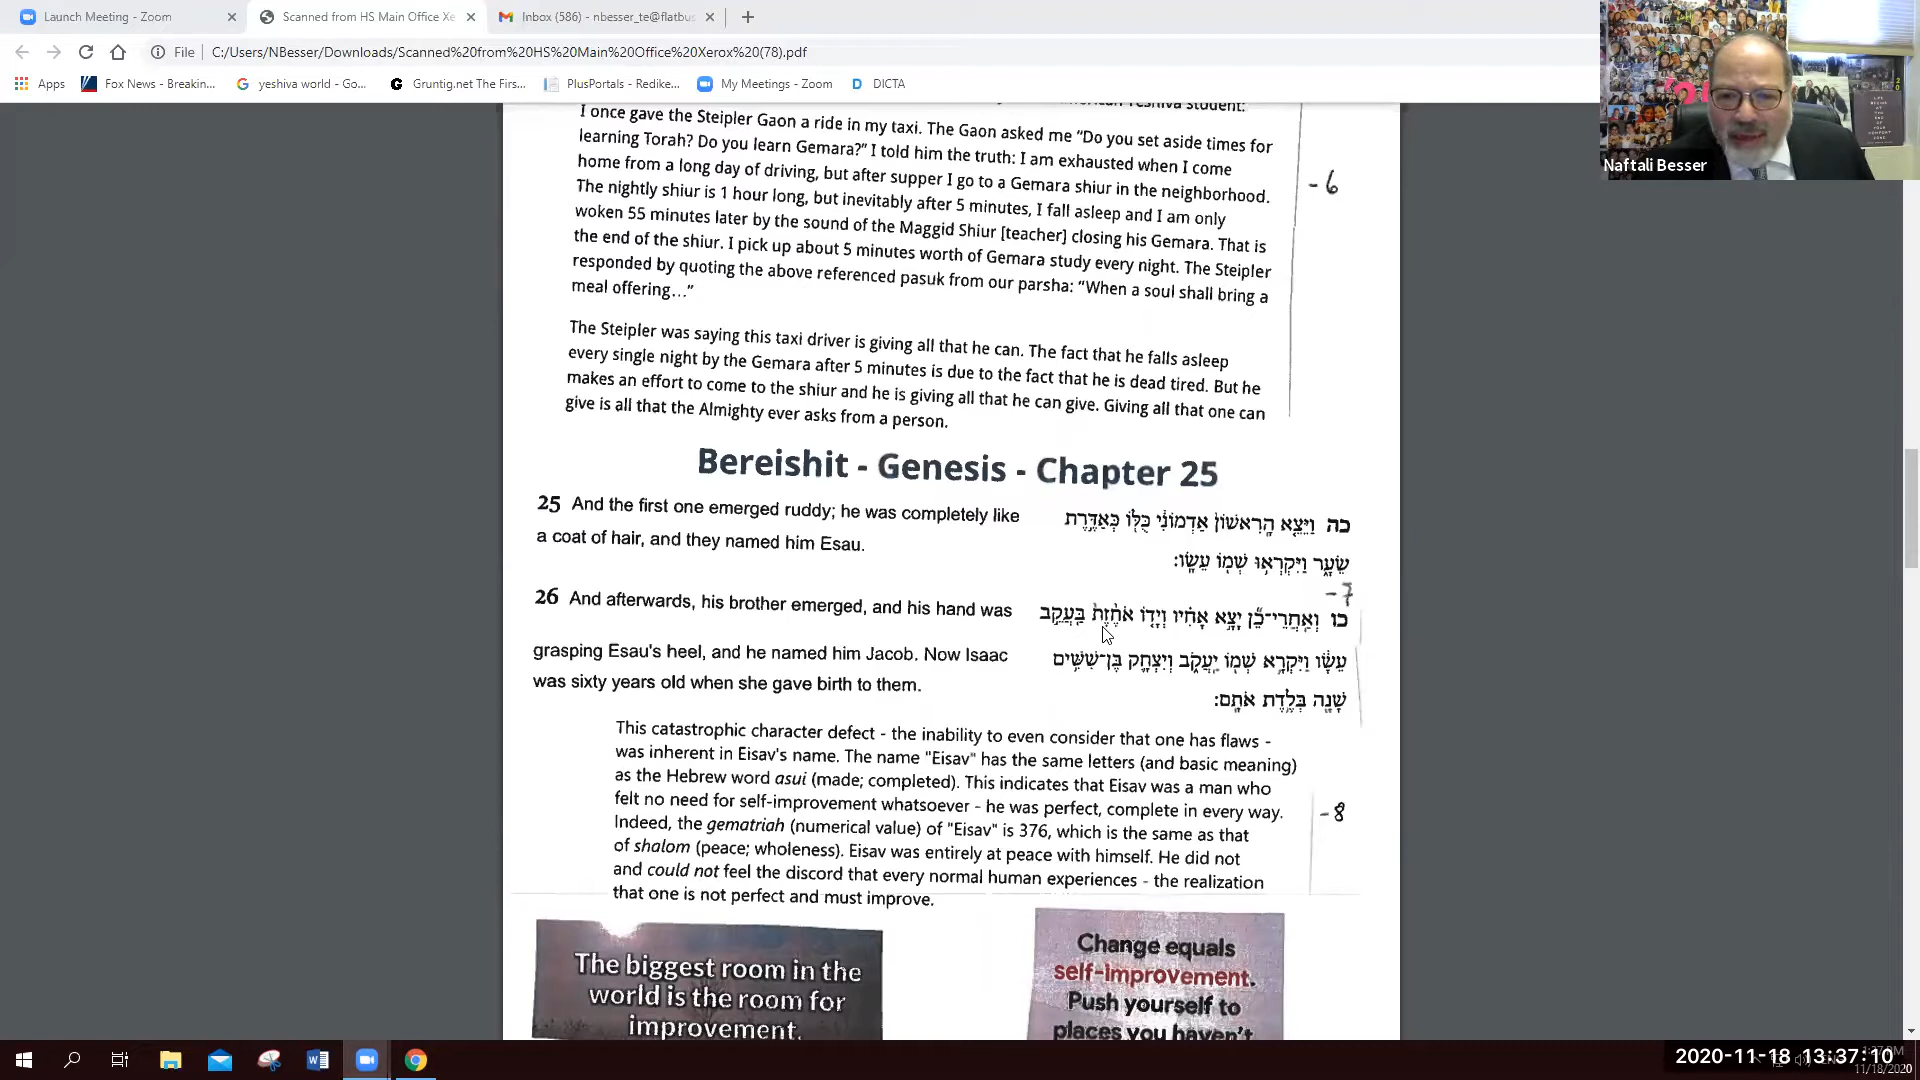 Launch Meeting - Zoom
Scanned from HS Main Office Xe
Inbox (586) - nbesser_te@flatbus
File
C:/Users/NBesser/Downloads/Scanned%20from%20HS%20Main%20Office%20Xerox%20(78).pdf
Apps
Fox News - Breakin...
yeshiva world - Go...
Gruntig.net The Firs...
PlusPortals - Redike...
My Meetings - Zoom
DICTA
Naftali Besser
student:
I once gave the Steipler Gaon a ride in my taxi. The Gaon asked me “Do you set aside times for
learning Torah? Do you learn Gemara?” I told him the truth: I am exhausted when I come
home from a long day of driving, but after supper I go to a Gemara shiur in the neighborhood.
The nightly shiur is 1 hour long, but inevitably after 5 minutes, I fall asleep and I am only
woken 55 minutes later by the sound of the Maggid Shiur [teacher] closing his Gemara. That is
the end of the shiur. I pick up about 5 minutes worth of Gemara study every night. The Steipler
responded by quoting the above referenced pasuk from our parsha: “When a soul shall bring a
meal offering…”
-6
The Steipler was saying this taxi driver is giving all that he can. The fact that he falls asleep
every single night by the Gemara after 5 minutes is due to the fact that he is dead tired. But he
makes an effort to come to the shiur and he is giving all that he can give. Giving all that one can
give is all that the Almighty ever asks from a person.
Bereishit - Genesis - Chapter 25
25 And the first one emerged ruddy; he was completely like
a coat of hair, and they named him Esau.
כה וַיֵּצֵ֤א הָֽרִאשׁוֹן֙ אַדְמוֹנִ֔י כֻּלּ֖וֹ כְּאַדֶּ֣רֶת
שֵׂעָ֑ר וַיִּקְרְא֥וּ שְׁמ֖וֹ עֵשָֽׂו:
-7
26 And afterwards, his brother emerged, and his hand was
grasping Esau's heel, and he named him Jacob. Now Isaac
was sixty years old when she gave birth to them.
כו וְאַֽחֲרֵי־כֵ֞ן יָצָ֣א אָחִ֗יו וְיָד֤וֹ אֹחֶ֨זֶת֙ בַּֽעֲקֵ֣ב
עֵשָׂ֔ו וַיִּקְרָ֥א שְׁמ֖וֹ יַֽעֲקֹ֑ב וְיִצְחָ֛ק בֶּן־שִׁשִּׁ֥ים
שָׁנָ֖ה בְּלֶ֥דֶת אֹתָֽם:
This catastrophic character defect - the inability to even consider that one has flaws -
was inherent in Eisav's name. The name "Eisav" has the same letters (and basic meaning)
as the Hebrew word asui (made; completed). This indicates that Eisav was a man who
felt no need for self-improvement whatsoever - he was perfect, complete in every way.
Indeed, the gematriah (numerical value) of "Eisav" is 376, which is the same as that
of shalom (peace; wholeness). Eisav was entirely at peace with himself. He did not
and could not feel the discord that every normal human experiences - the realization
that one is not perfect and must improve.
-8
The biggest room in the
world is the room for
improvement.
Change equals
self-improvement.
Push yourself to
places you haven't
2020-11-18 13:37:10
11/18/2020